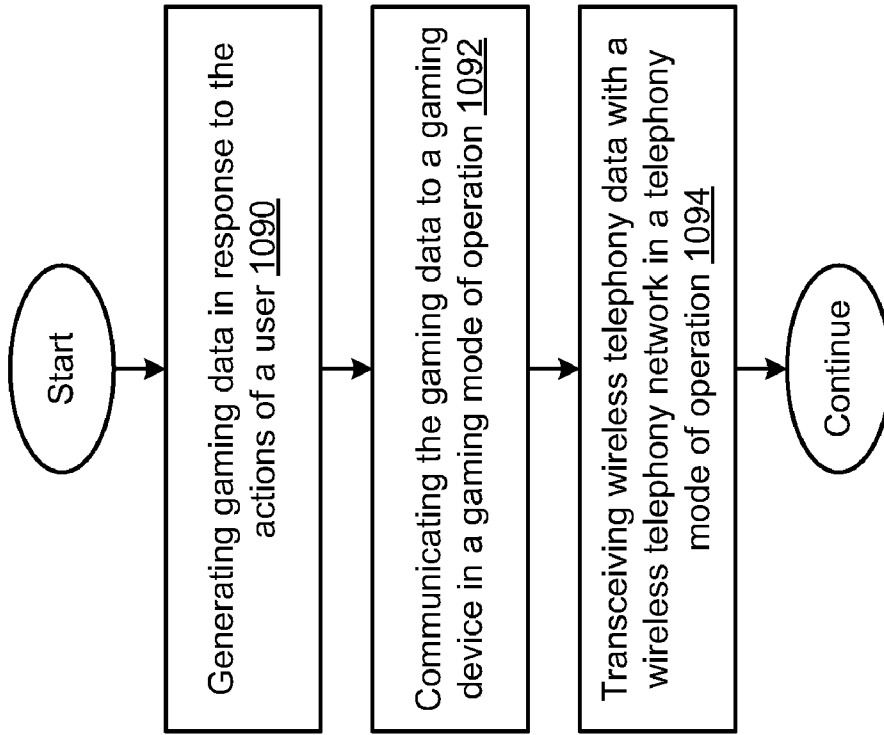 Start
Generating gaming data in response to the
actions of a user 1090
Communicating the gaming data to a gaming
device in a gaming mode of operation 1092
Transceiving wireless telephony data with a
wireless telephony network in a telephony
mode of operation 1094
Continue